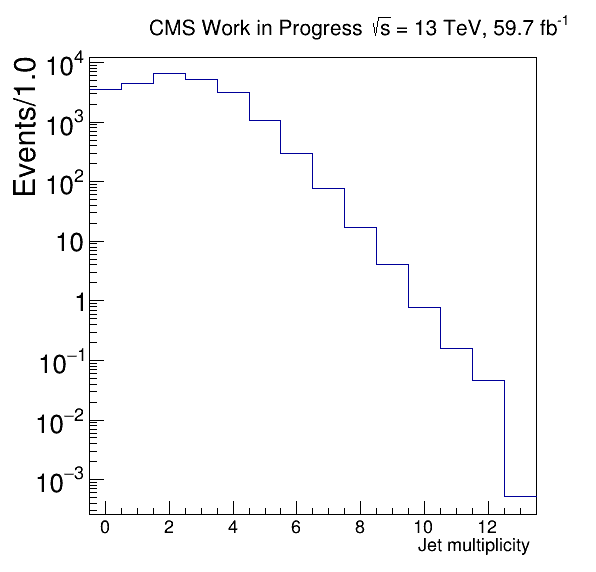 CMS Work in Progress √s = 13 TeV, 59.7 fb⁻¹
Events/1.0
10⁴
10³
10²
10
1
10⁻¹
10⁻²
10⁻³
0 2 4 6 8 10 12
Jet multiplicity